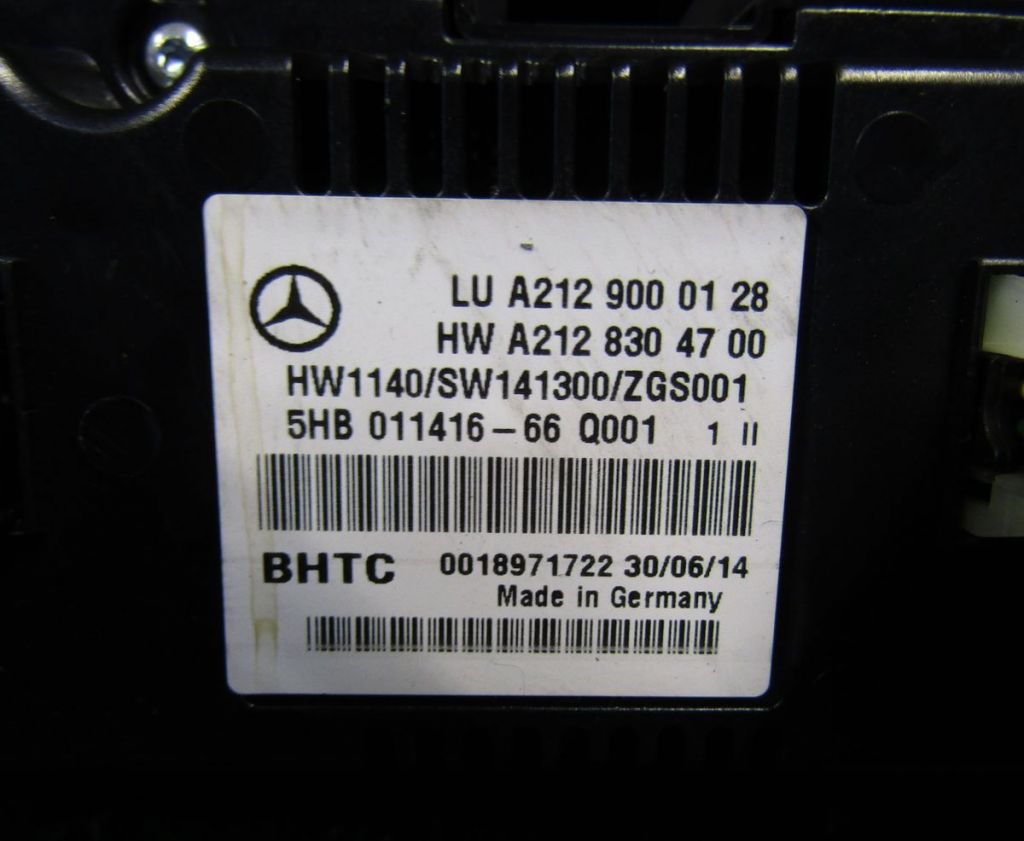 LU A212 900 01 28
HW A212 830 47 00
HW1140/SW141300/ZGS001
5HB 011416-66 Q001 1 II
BHTC 0018971722 30/06/14
Made in Germany